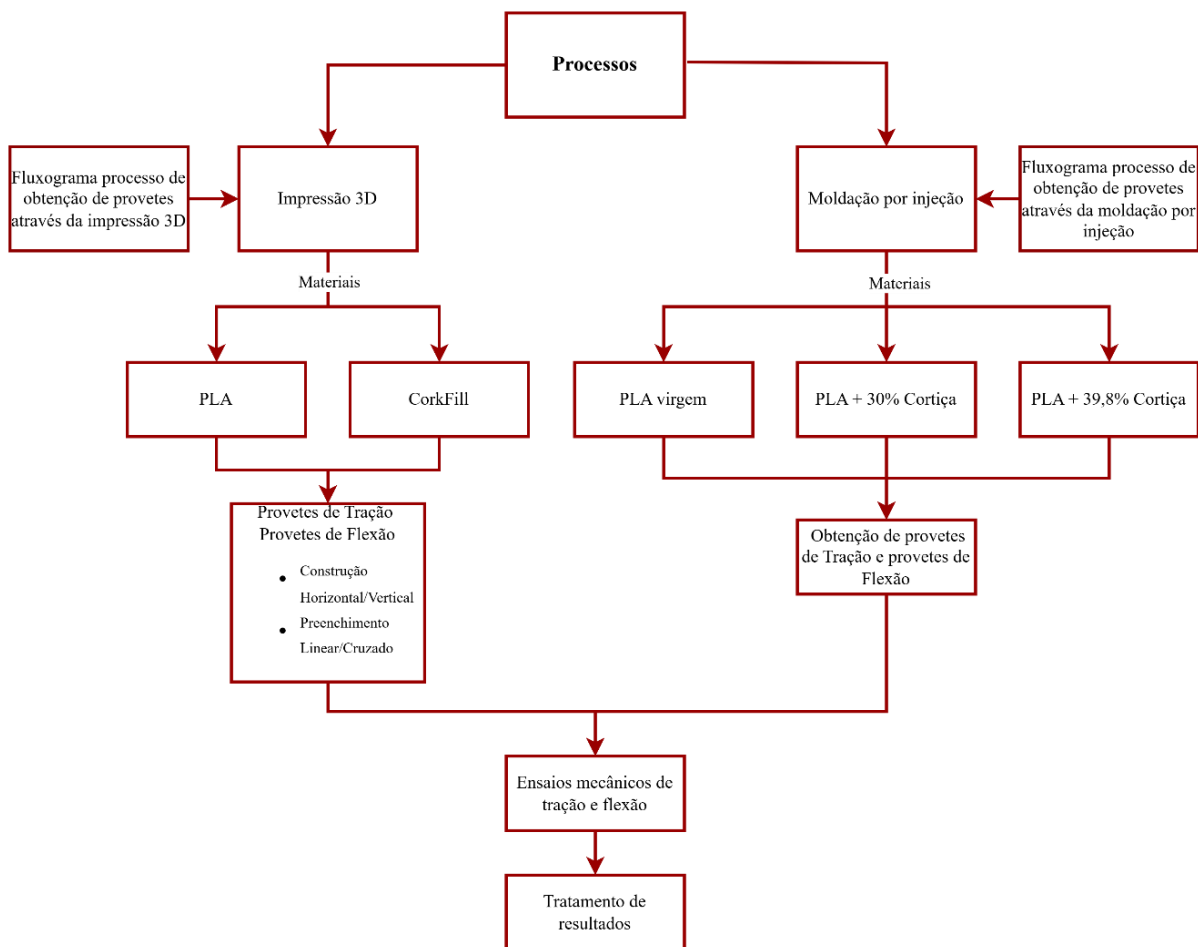 Processos
Fluxograma processo de
obtenção de provetes
através da impressão 3D
Impressão 3D
Moldação por injeção
Fluxograma processo de
obtenção de provetes
através da moldação por
injeção
Materiais
Materiais
PLA
CorkFill
PLA virgem
PLA + 30% Cortiça
PLA + 39,8% Cortiça
Provetes de Tração
Provetes de Flexão
• Construção
Horizontal/Vertical
• Preenchimento
Linear/Cruzado
Obtenção de provetes
de Tração e provetes de
Flexão
Ensaios mecânicos de
tração e flexão
Tratamento de
resultados